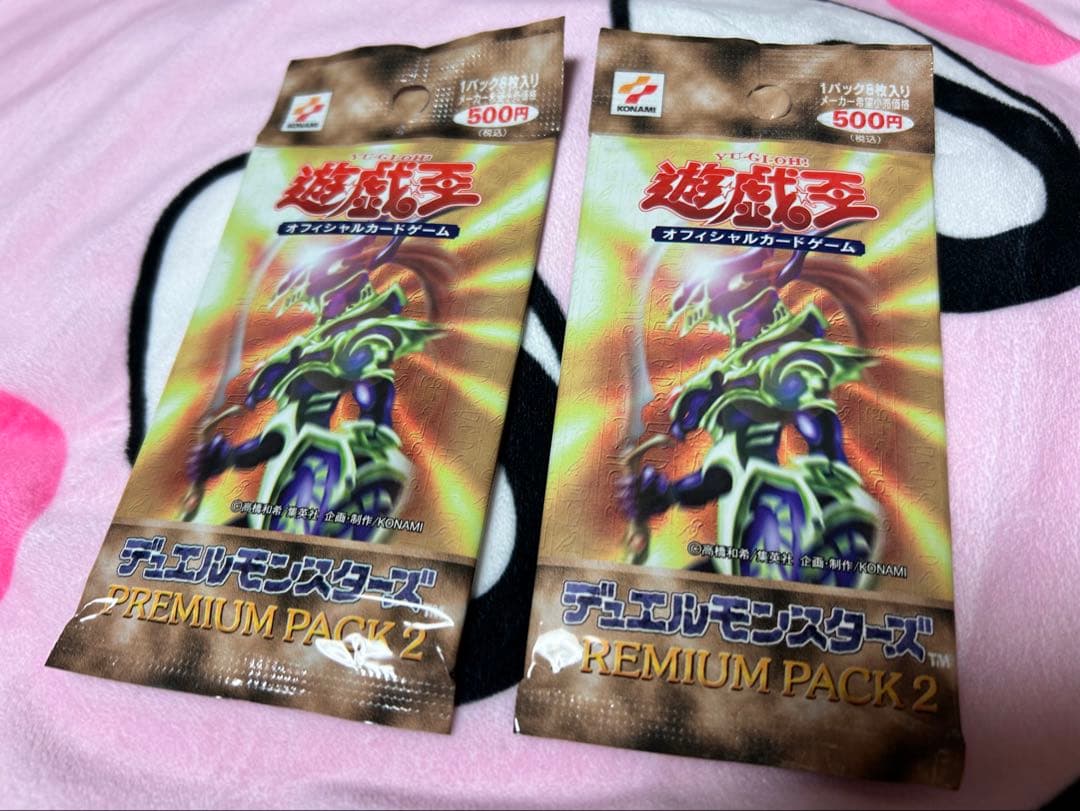 KONAMI
1パック6枚入り
メーカー希望小売価格
500円
(税込)
YU-GI-OH!
遊戯王
オフィシャルカードゲーム
©高橋和希/集英社 企画・制作/KONAMI
デュエルモンスターズ
PREMIUM PACK 2
KONAMI
1パック6枚入り
メーカー希望小売価格
500円
(税込)
YU-GI-OH!
遊戯王
オフィシャルカードゲーム
©高橋和希/集英社 企画・制作/KONAMI
デュエルモンスターズ™
REMIUM PACK 2